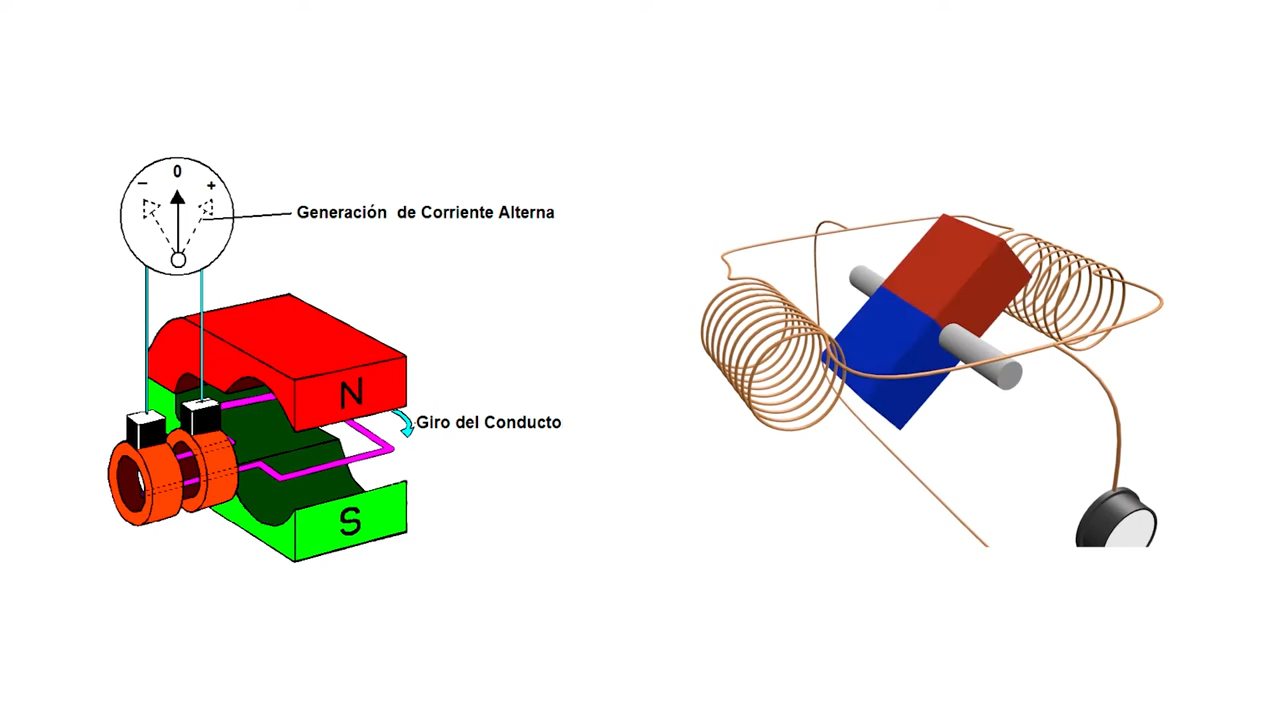 0
– +
Generación de Corriente Alterna
N
Giro del Conducto
S